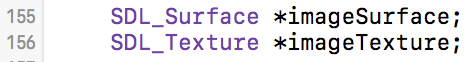 155 SDL_Surface *imageSurface;
156 SDL_Texture *imageTexture;